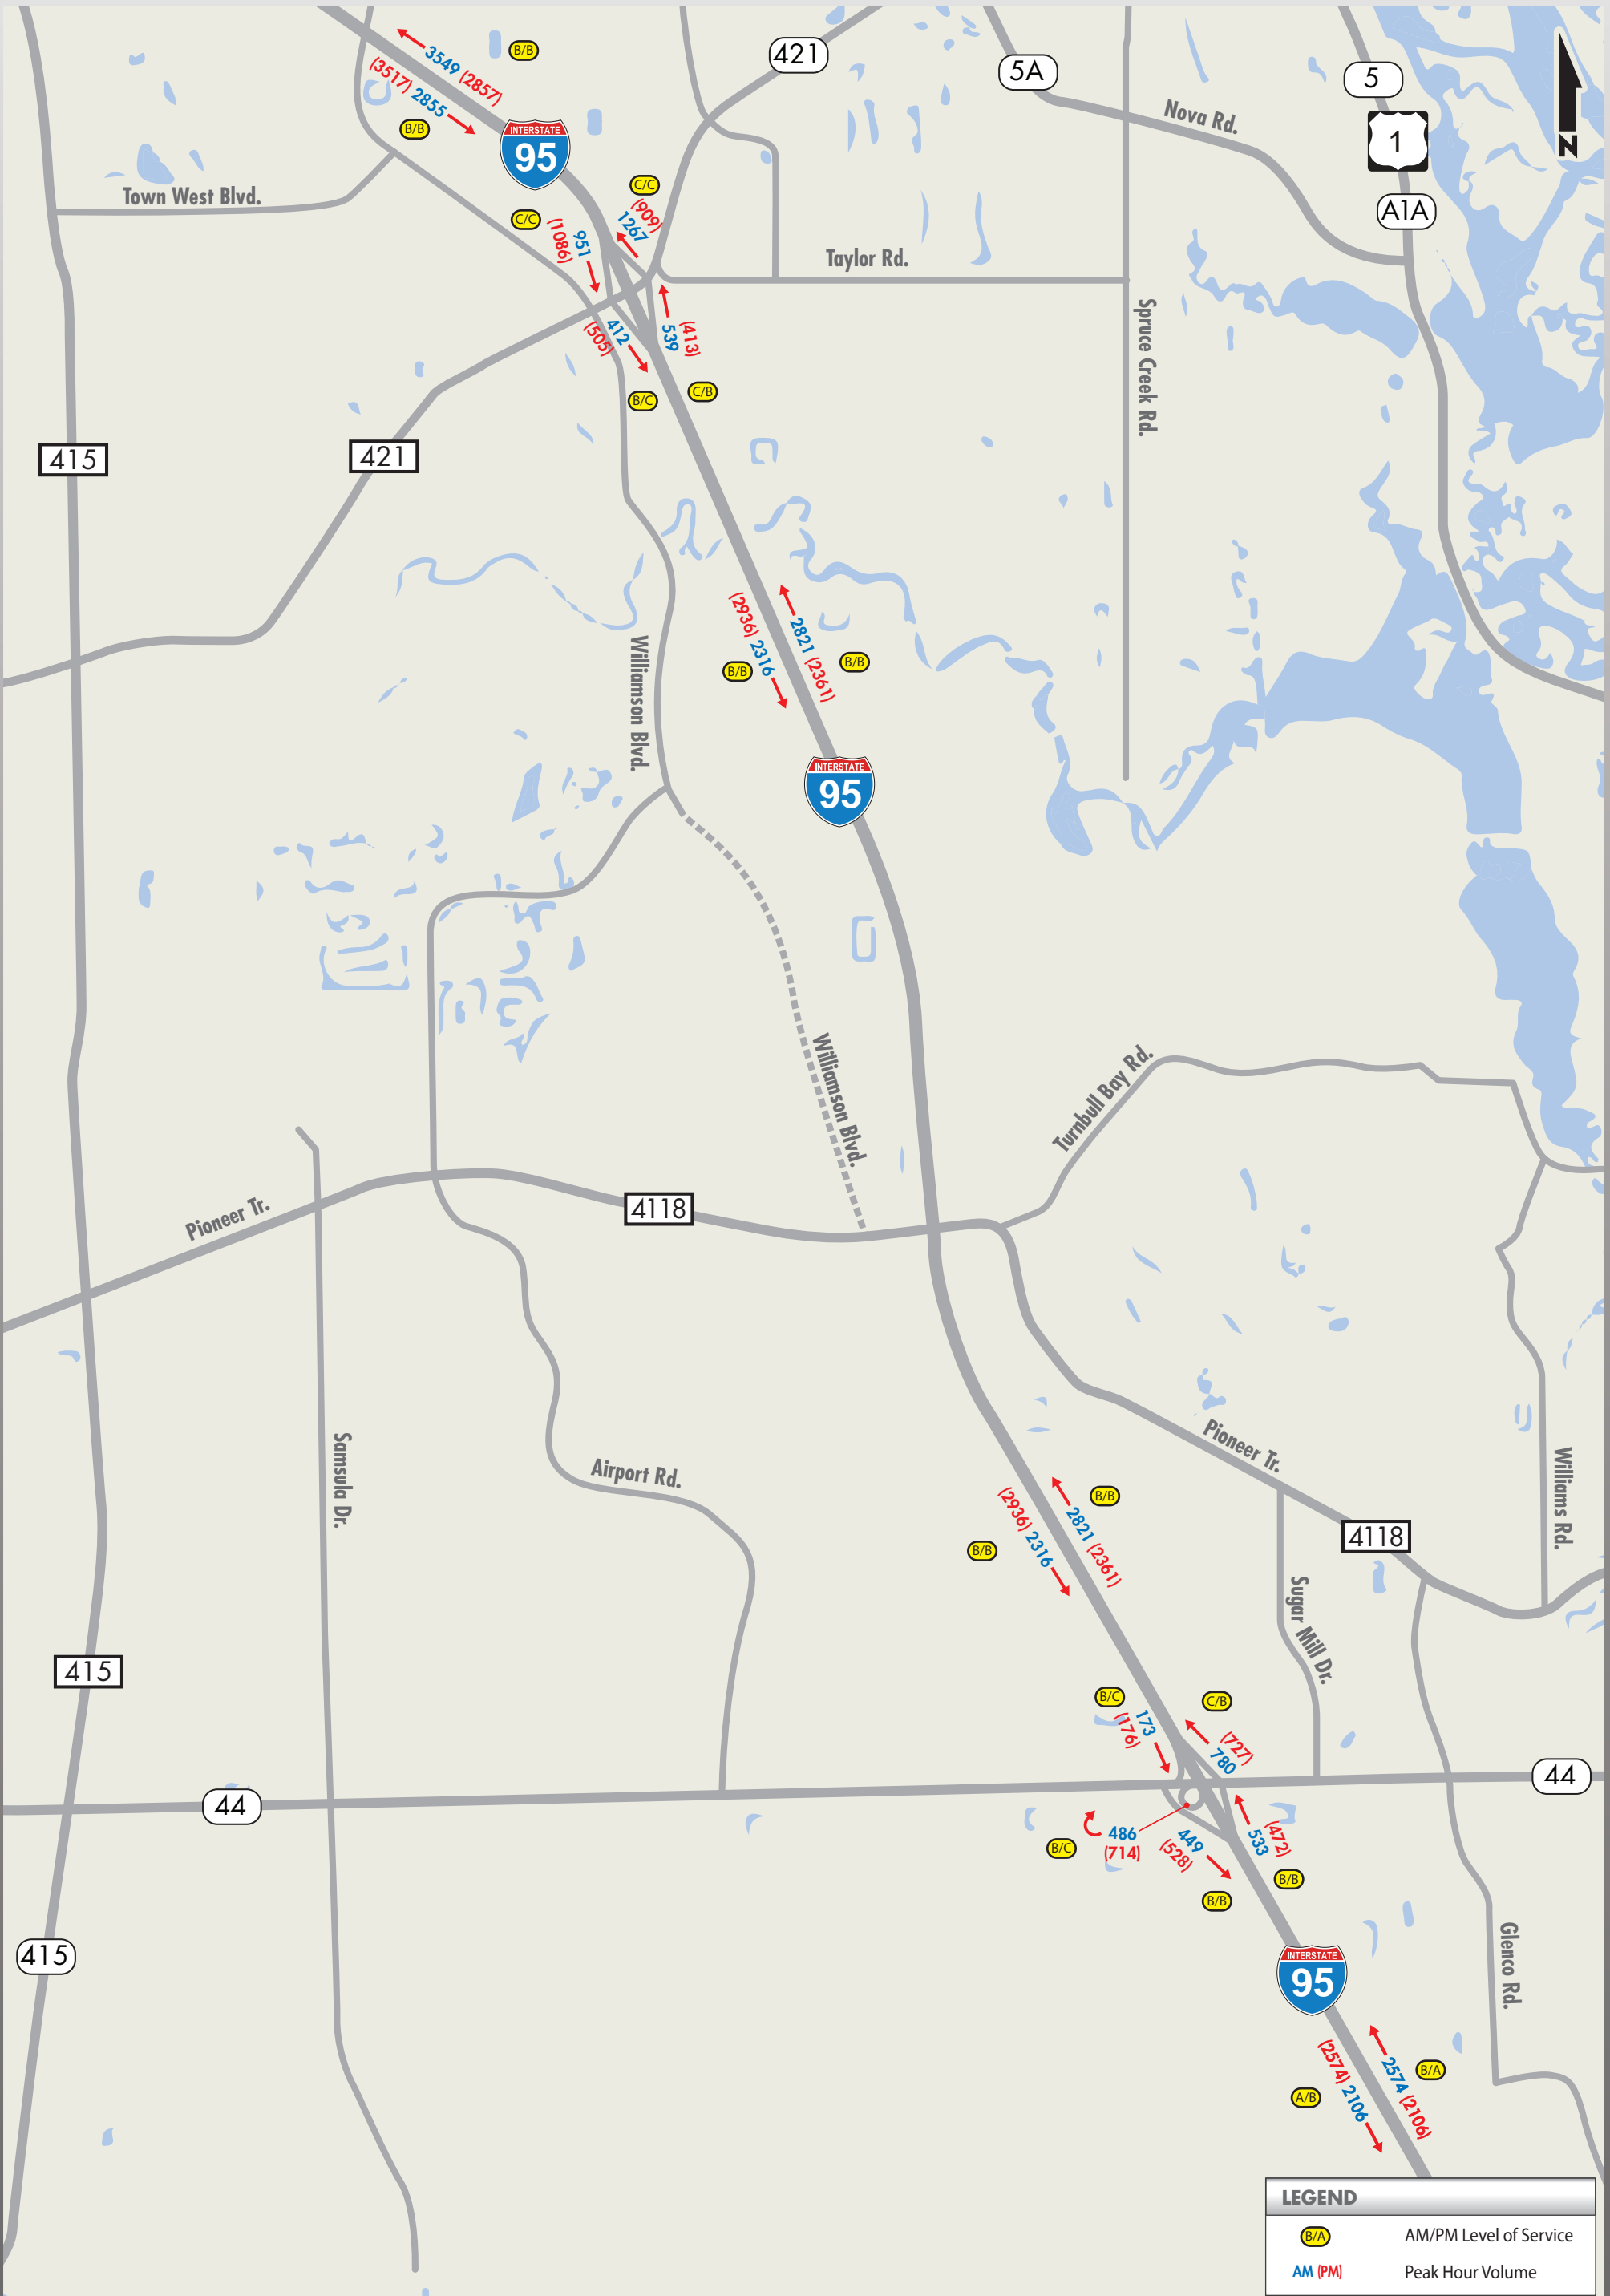 421
5A
5
Nova Rd.
1
N
A1A
3549 (2857)
B/B
(3517) 2855
B/B
INTERSTATE
95
Town West Blvd.
C/C
(909)
1267
C/C
(1086)
951
Taylor Rd.
Spruce Creek Rd.
412
(505)
539
(413)
B/C
C/B
415
421
(2936) 2316
B/B
2821 (2361)
B/B
Williamson Blvd.
INTERSTATE
95
Williamson Blvd.
Turnbull Bay Rd.
Pioneer Tr.
4118
Samsula Dr.
Airport Rd.
Pioneer Tr.
Williams Rd.
B/B
2821 (2361)
(2936) 2316
B/B
4118
Sugar Mill Dr.
415
B/C
173
(176)
C/B
(727)
780
44
44
486
(714)
B/C
449
(528)
B/B
533
(472)
B/B
415
Glenco Rd.
INTERSTATE
95
(2574) 2106
A/B
2574 (2106)
B/A
LEGEND
B/A AM/PM Level of Service
AM (PM) Peak Hour Volume